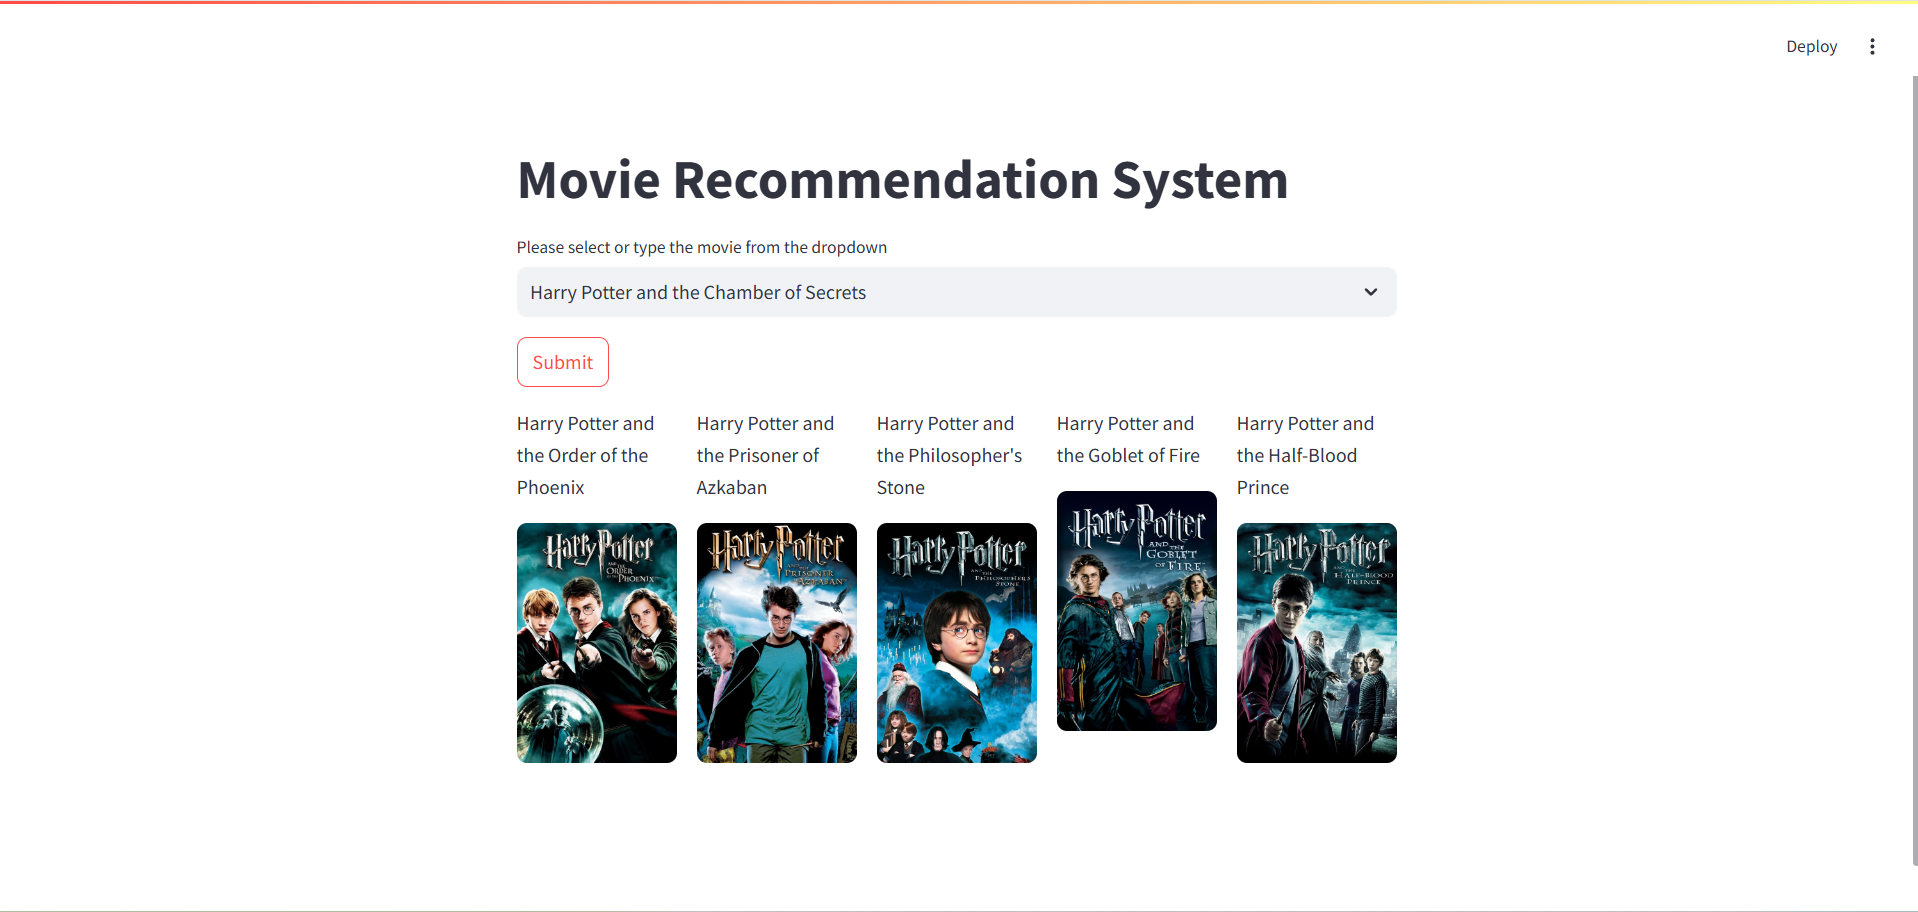 Deploy
Movie Recommendation System
Please select or type the movie from the dropdown
Harry Potter and the Chamber of Secrets
Submit
Harry Potter and
the Order of the
Phoenix
Harry Potter and
the Prisoner of
Azkaban
Harry Potter and
the Philosopher's
Stone
Harry Potter and
the Goblet of Fire
Harry Potter and
the Half-Blood
Prince
Harry Potter
AND THE
ORDER
OF THE PHOENIX
Harry Potter
AND THE
PRISONER
OF AZKABAN
Harry Potter
AND THE
PHILOSOPHER'S
STONE
Harry Potter
AND THE
GOBLET
OF FIRE
Harry Potter
AND THE
HALF-BLOOD
PRINCE